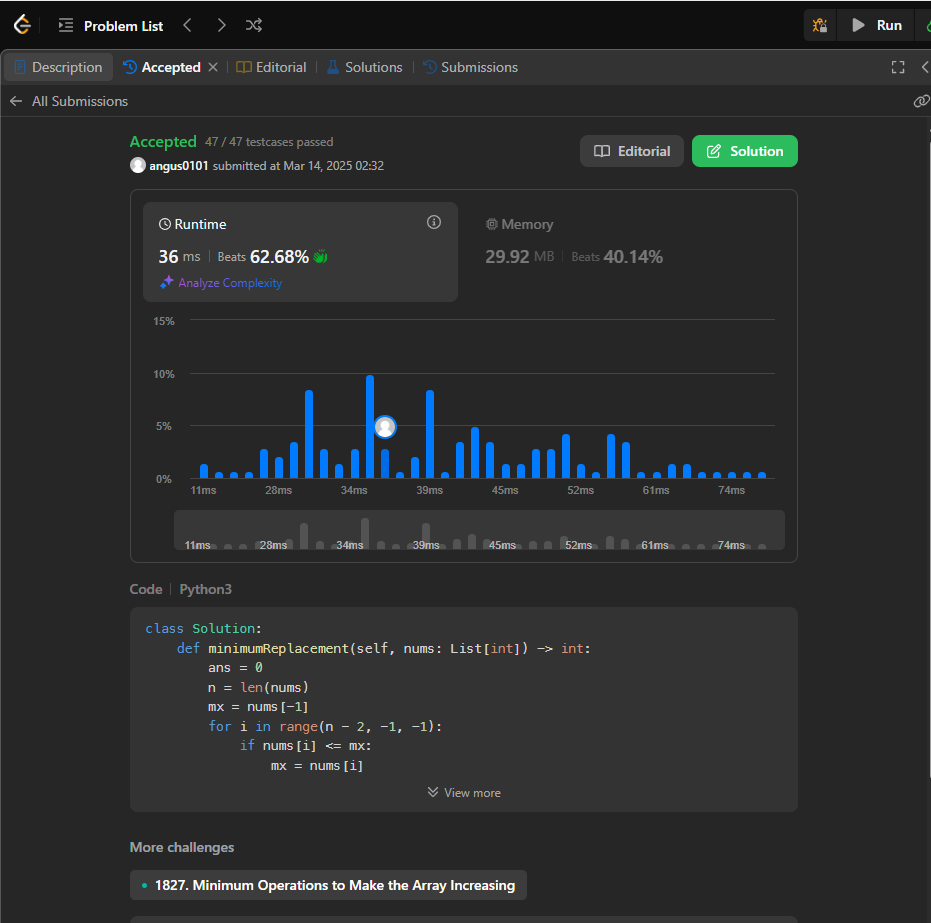 Problem List
Run
Description
Accepted
Editorial
Solutions
Submissions
All Submissions
Accepted 47 / 47 testcases passed
angus0101 submitted at Mar 14, 2025 02:32
Editorial
Solution
Runtime
36 ms | Beats 62.68%
Analyze Complexity
Memory
29.92 MB | Beats 40.14%
15%
10%
5%
0%
11ms 28ms 34ms 39ms 45ms 52ms 61ms 74ms
11ms 28ms 34ms 39ms 45ms 52ms 61ms 74ms
Code | Python3
class Solution:
    def minimumReplacement(self, nums: List[int]) -> int:
        ans = 0
        n = len(nums)
        mx = nums[-1]
        for i in range(n - 2, -1, -1):
            if nums[i] <= mx:
                mx = nums[i]
View more
More challenges
1827. Minimum Operations to Make the Array Increasing